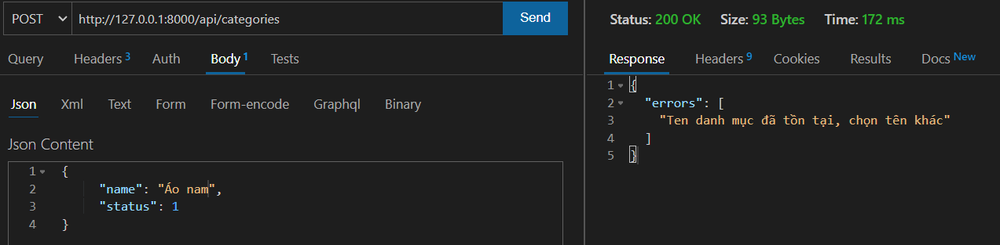 POST http://127.0.0.1:8000/api/categories Send
Query Headers 3 Auth Body 1 Tests
Json Xml Text Form Form-encode Graphql Binary
Json Content
1 {
2 "name": "Áo nam",
3 "status": 1
4 }
Status: 200 OK Size: 93 Bytes Time: 172 ms
Response Headers 9 Cookies Results Docs New
1 {
2 "errors": [
3 "Ten danh mục đã tồn tại, chọn tên khác"
4 ]
5 }